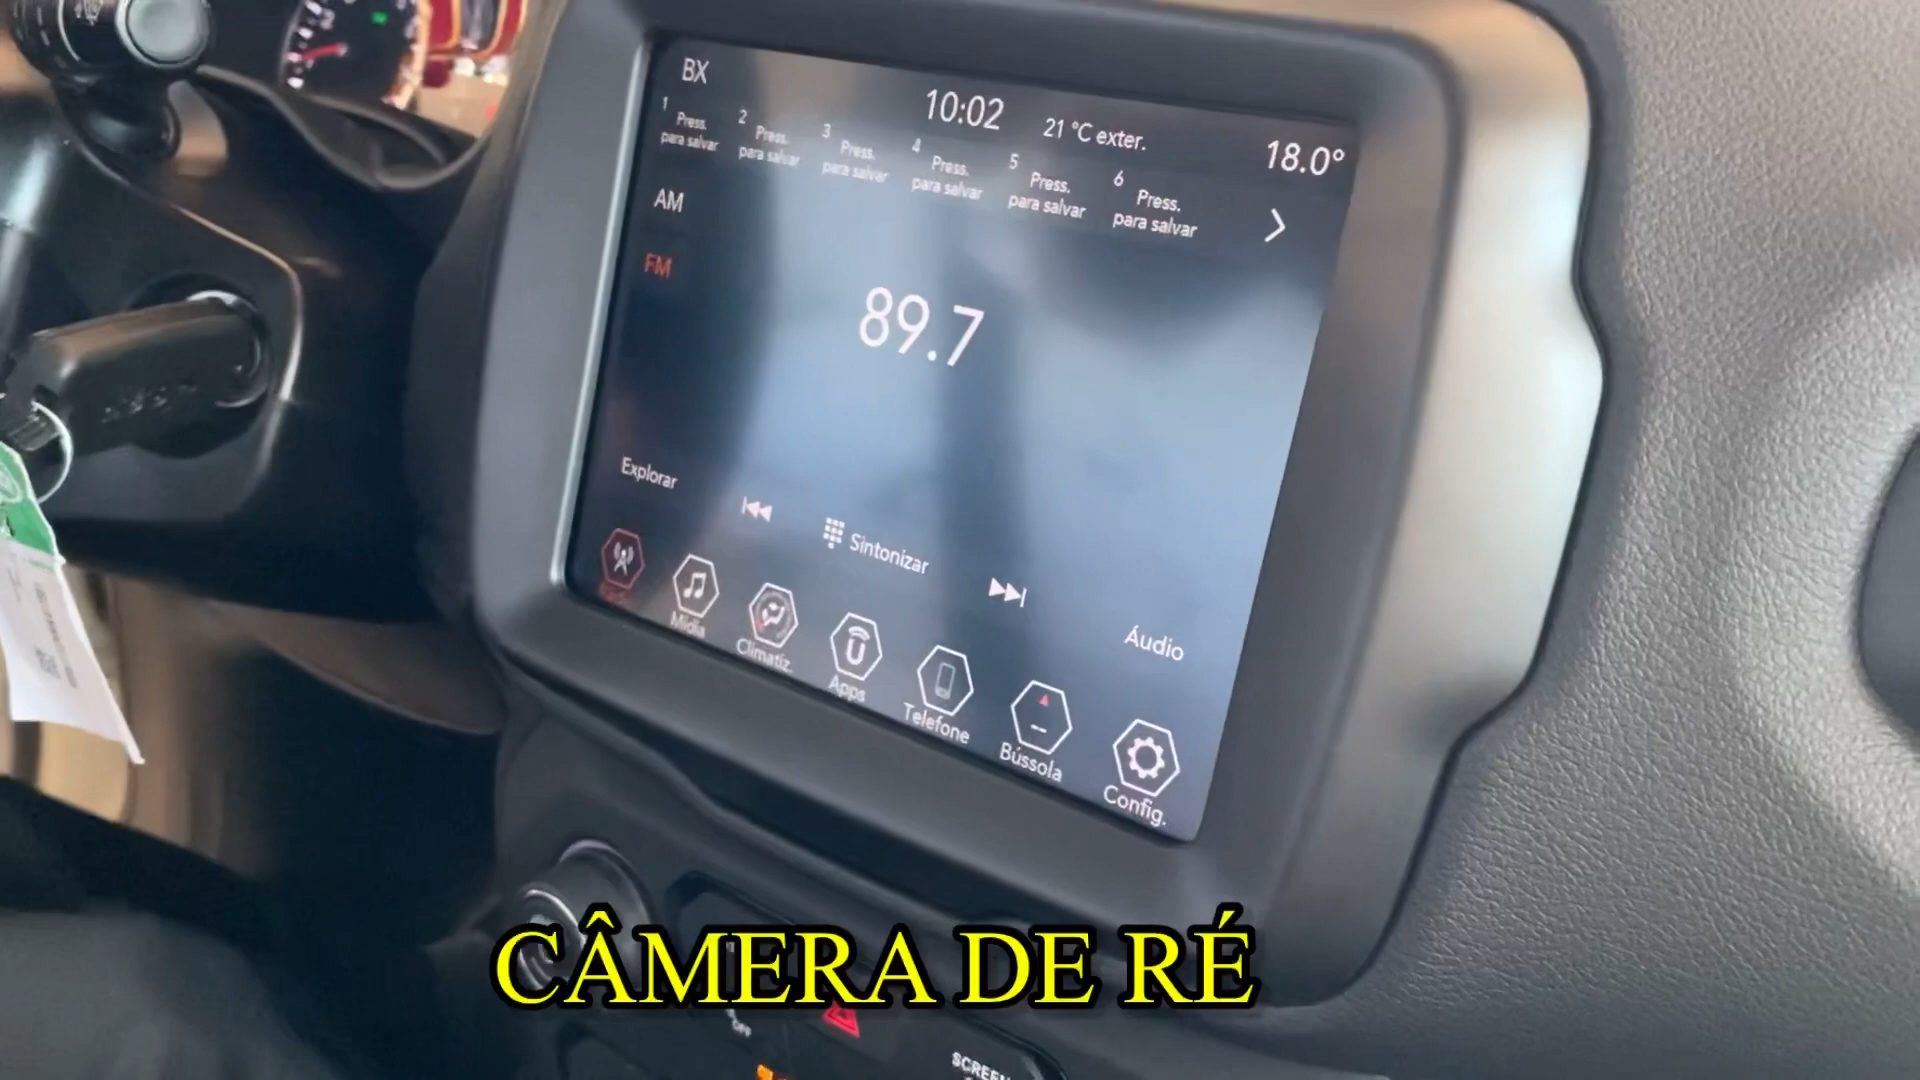 BX
10:02
21 °C exter.
18.0°
1 Press. para salvar
2 Press. para salvar
3 Press. para salvar
4 Press. para salvar
5 Press. para salvar
6 Press. para salvar
AM
FM
89.7
Explorar
Sintonizar
Áudio
Mídia
Climatiz.
Apps
Telefone
Bússola
Config.
CÂMERA DE RÉ
OFF
SCREEN